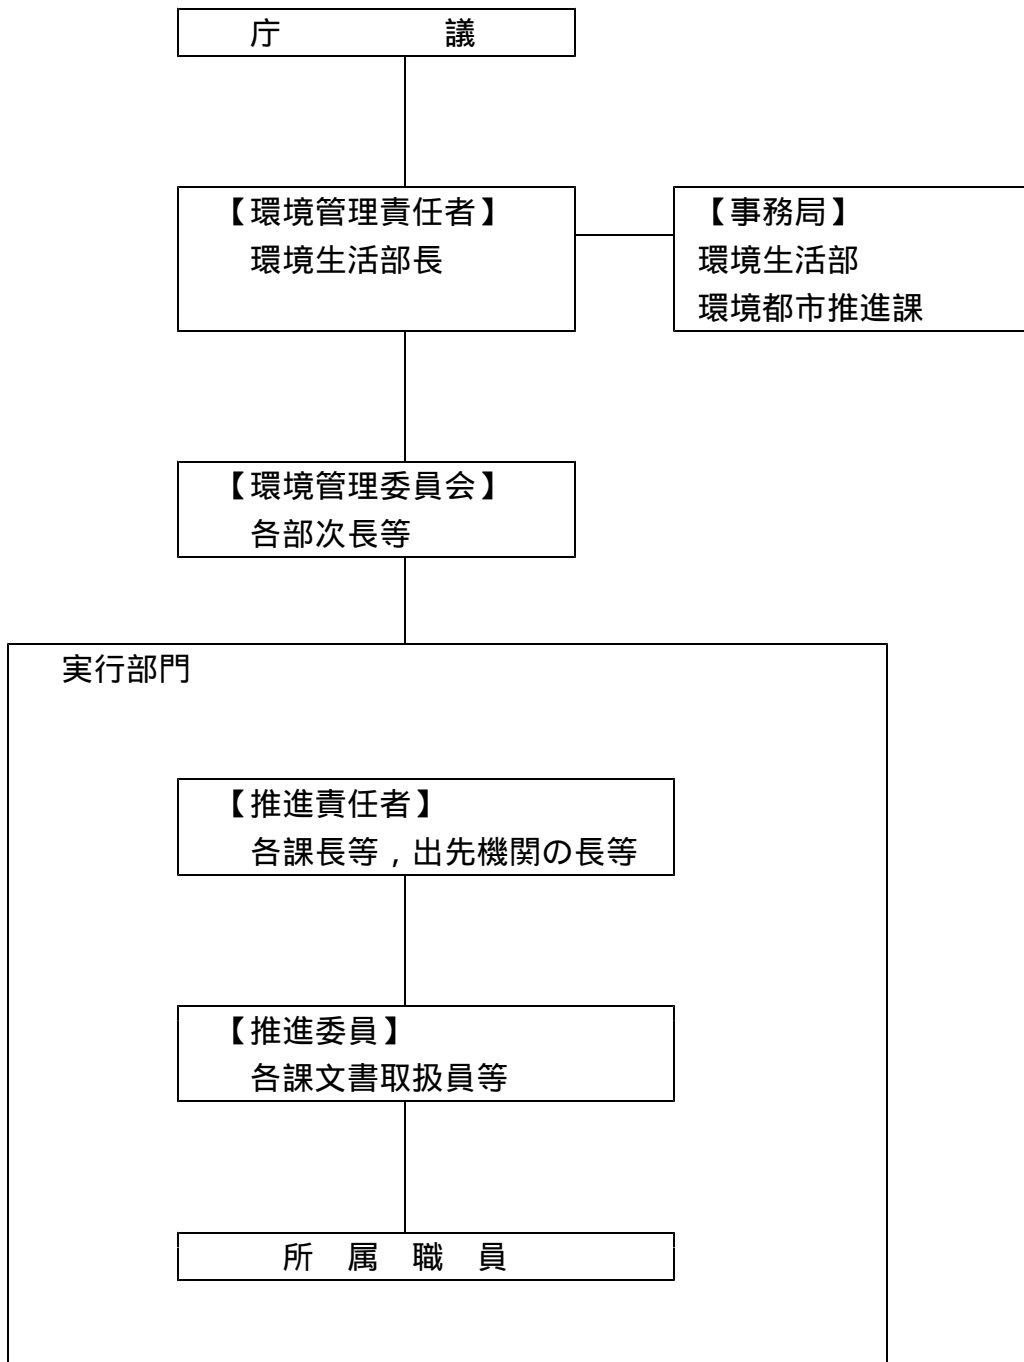 庁　議
【環境管理責任者】
環境生活部長
【事務局】
環境生活部
環境都市推進課
【環境管理委員会】
各部次長等
実行部門
【推進責任者】
各課長等，出先機関の長等
【推進委員】
各課文書取扱員等
所　属　職　員